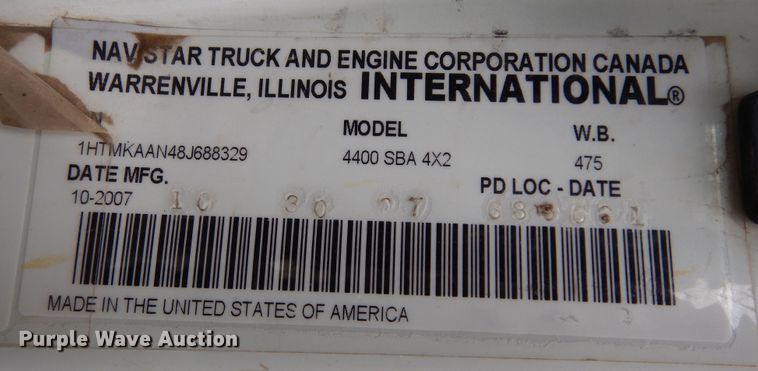 NAVISTAR TRUCK AND ENGINE CORPORATION CANADA
WARRENVILLE, ILLINOIS INTERNATIONAL®
N MODEL W.B.
1HTMKAAN48J688329 4400 SBA 4X2 475
DATE MFG. PD LOC - DATE
10-2007 10 30 27
MADE IN THE UNITED STATES OF AMERICA
Purple Wave Auction